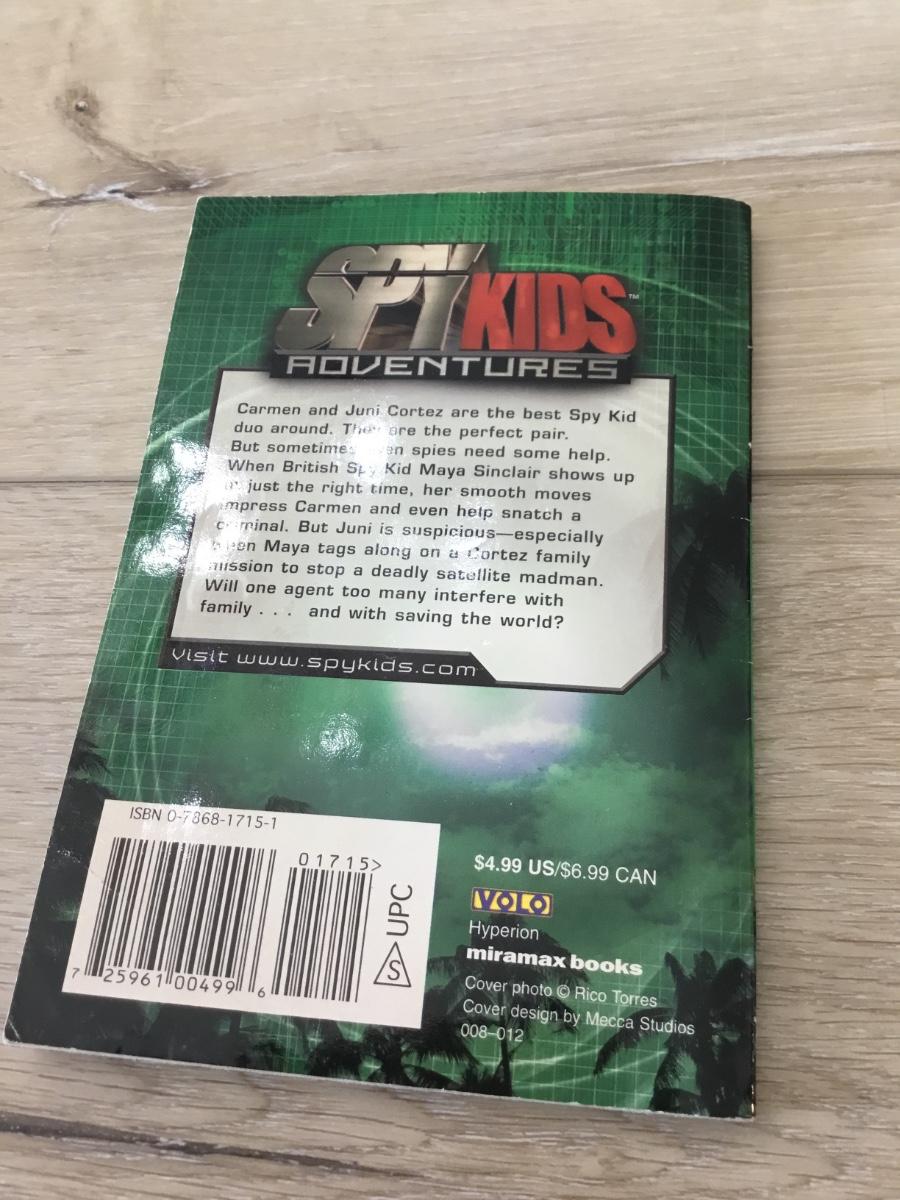 SPY KIDS™
ADVENTURES
Carmen and Juni Cortez are the best Spy Kid
duo around. They are the perfect pair.
But sometimes even spies need some help.
When British Spy Kid Maya Sinclair shows up
at just the right time, her smooth moves
impress Carmen and even help snatch a
criminal. But Juni is suspicious—especially
when Maya tags along on a Cortez family
mission to stop a deadly satellite madman.
Will one agent too many interfere with
family . . . and with saving the world?
Visit www.spykids.com
ISBN 0-7868-1715-1
01715>
7 25961 00499 6
S UPC
$4.99 US/$6.99 CAN
VOLO
Hyperion
miramax books
Cover photo © Rico Torres
Cover design by Mecca Studios
008–012